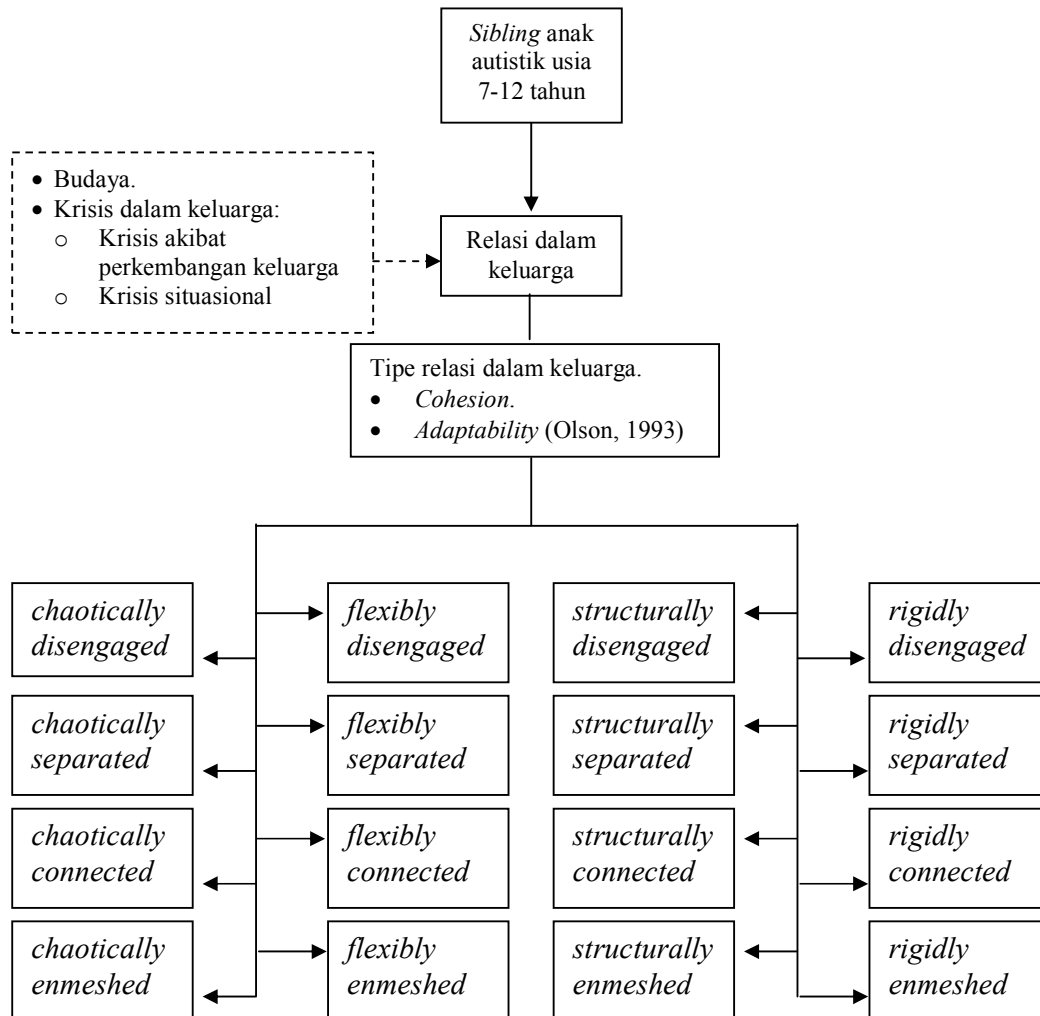 Sibling anak
autistik usia
7-12 tahun
• Budaya.
• Krisis dalam keluarga:
o Krisis akibat
perkembangan keluarga
o Krisis situasional
Relasi dalam
keluarga
Tipe relasi dalam keluarga.
• Cohesion.
• Adaptability (Olson, 1993)
chaotically
disengaged
flexibly
disengaged
structurally
disengaged
rigidly
disengaged
chaotically
separated
flexibly
separated
structurally
separated
rigidly
separated
chaotically
connected
flexibly
connected
structurally
connected
rigidly
connected
chaotically
enmeshed
flexibly
enmeshed
structurally
enmeshed
rigidly
enmeshed